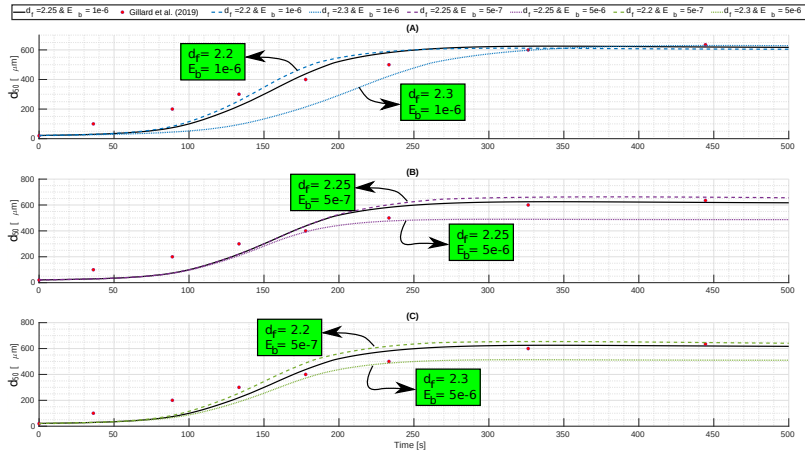 d_f =2.25 & E_b = 1e-6 Gillard et al. (2019) d_f =2.2 & E_b = 1e-6 d_f =2.3 & E_b = 1e-6 d_f =2.25 & E_b = 5e-7 d_f =2.25 & E_b = 5e-6 d_f =2.2 & E_b = 5e-7 d_f =2.3 & E_b = 5e-6
(A)
d_50 [ μm]
600
400
200
0
d_f= 2.2
E_b= 1e-6
d_f= 2.3
E_b= 1e-6
0 50 100 150 200 250 300 350 400 450 500
(B)
d_50 [ μm]
800
600
400
200
0
d_f= 2.25
E_b= 5e-7
d_f= 2.25
E_b= 5e-6
0 50 100 150 200 250 300 350 400 450 500
(C)
d_50 [ μm]
800
600
400
200
0
d_f= 2.2
E_b= 5e-7
d_f= 2.3
E_b= 5e-6
0 50 100 150 200 250 300 350 400 450 500
Time [s]